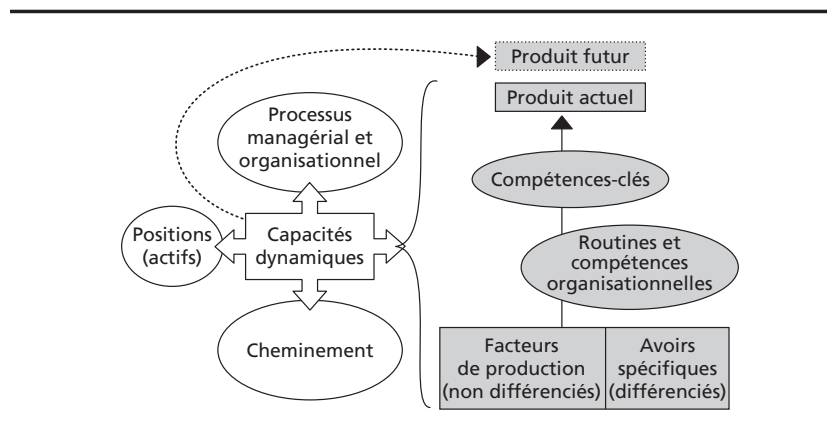 Produit futur
Produit actuel
Processus
managérial et
organisationnel
Compétences-clés
Positions
(actifs)
Capacités
dynamiques
Routines et
compétences
organisationnelles
Cheminement
Facteurs
de production
(non différenciés)
Avoirs
spécifiques
(différenciés)